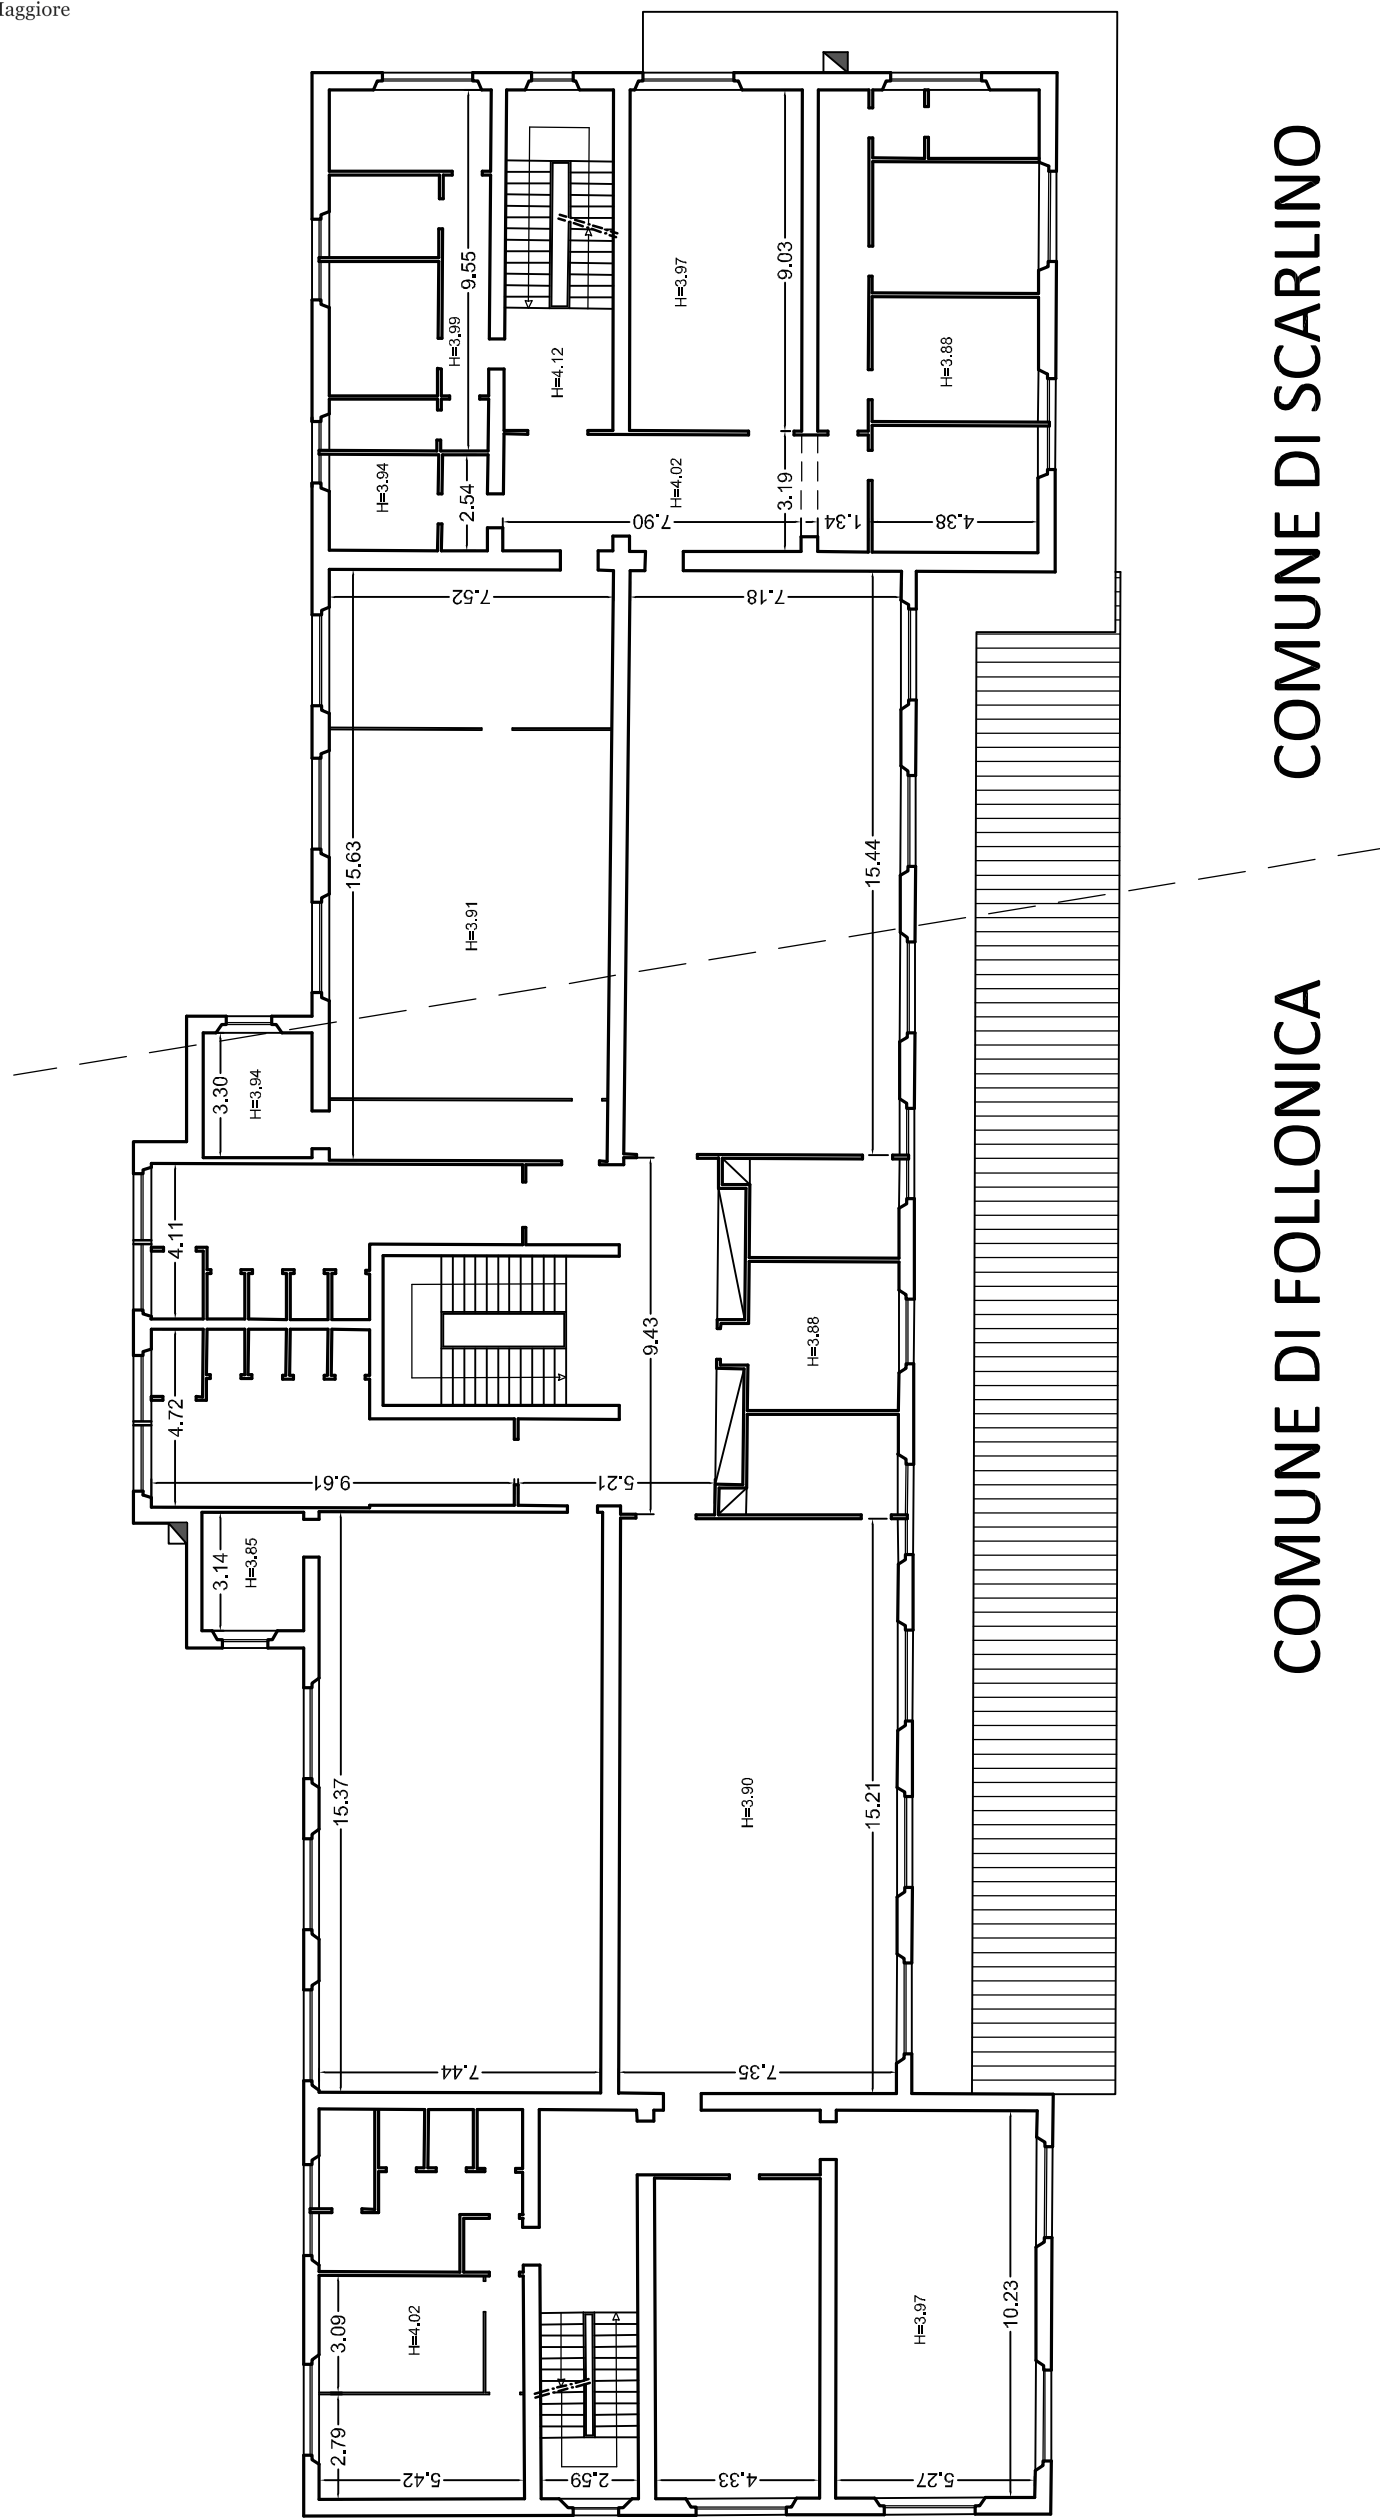 Maggiore
9.55
9.03
H=3.97
H=3.99
H=4.12
H=3.88
H=3.94
2.54
H=4.02
3.19
7.90
1.34
4.38
7.52
7.18
15.63
15.44
H=3.91
3.30
H=3.94
4.11
9.43
H=3.88
4.72
9.61
5.21
3.14
H=3.85
15.37
H=3.90
15.21
7.44
7.35
3.09
H=4.02
H=3.97
10.23
2.79
5.42
2.59
4.33
5.27
COMUNE DI SCARLINO
COMUNE DI FOLLONICA